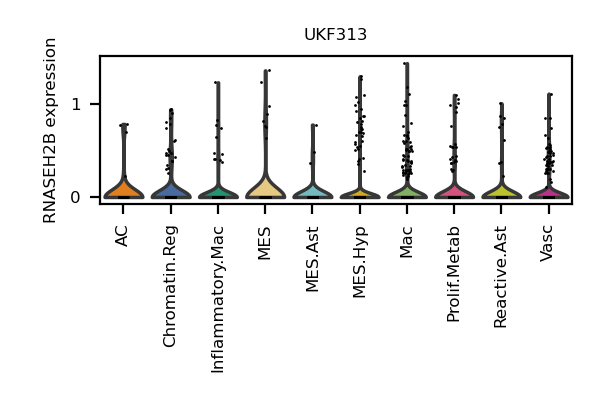 UKF313
RNASEH2B expression
1
0
AC
Chromatin.Reg
Inflammatory.Mac
MES
MES.Ast
MES.Hyp
Mac
Prolif.Metab
Reactive.Ast
Vasc